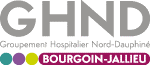 GHND
Groupement Hospitalier Nord-Dauphiné
BOURGOIN-JALLIEU